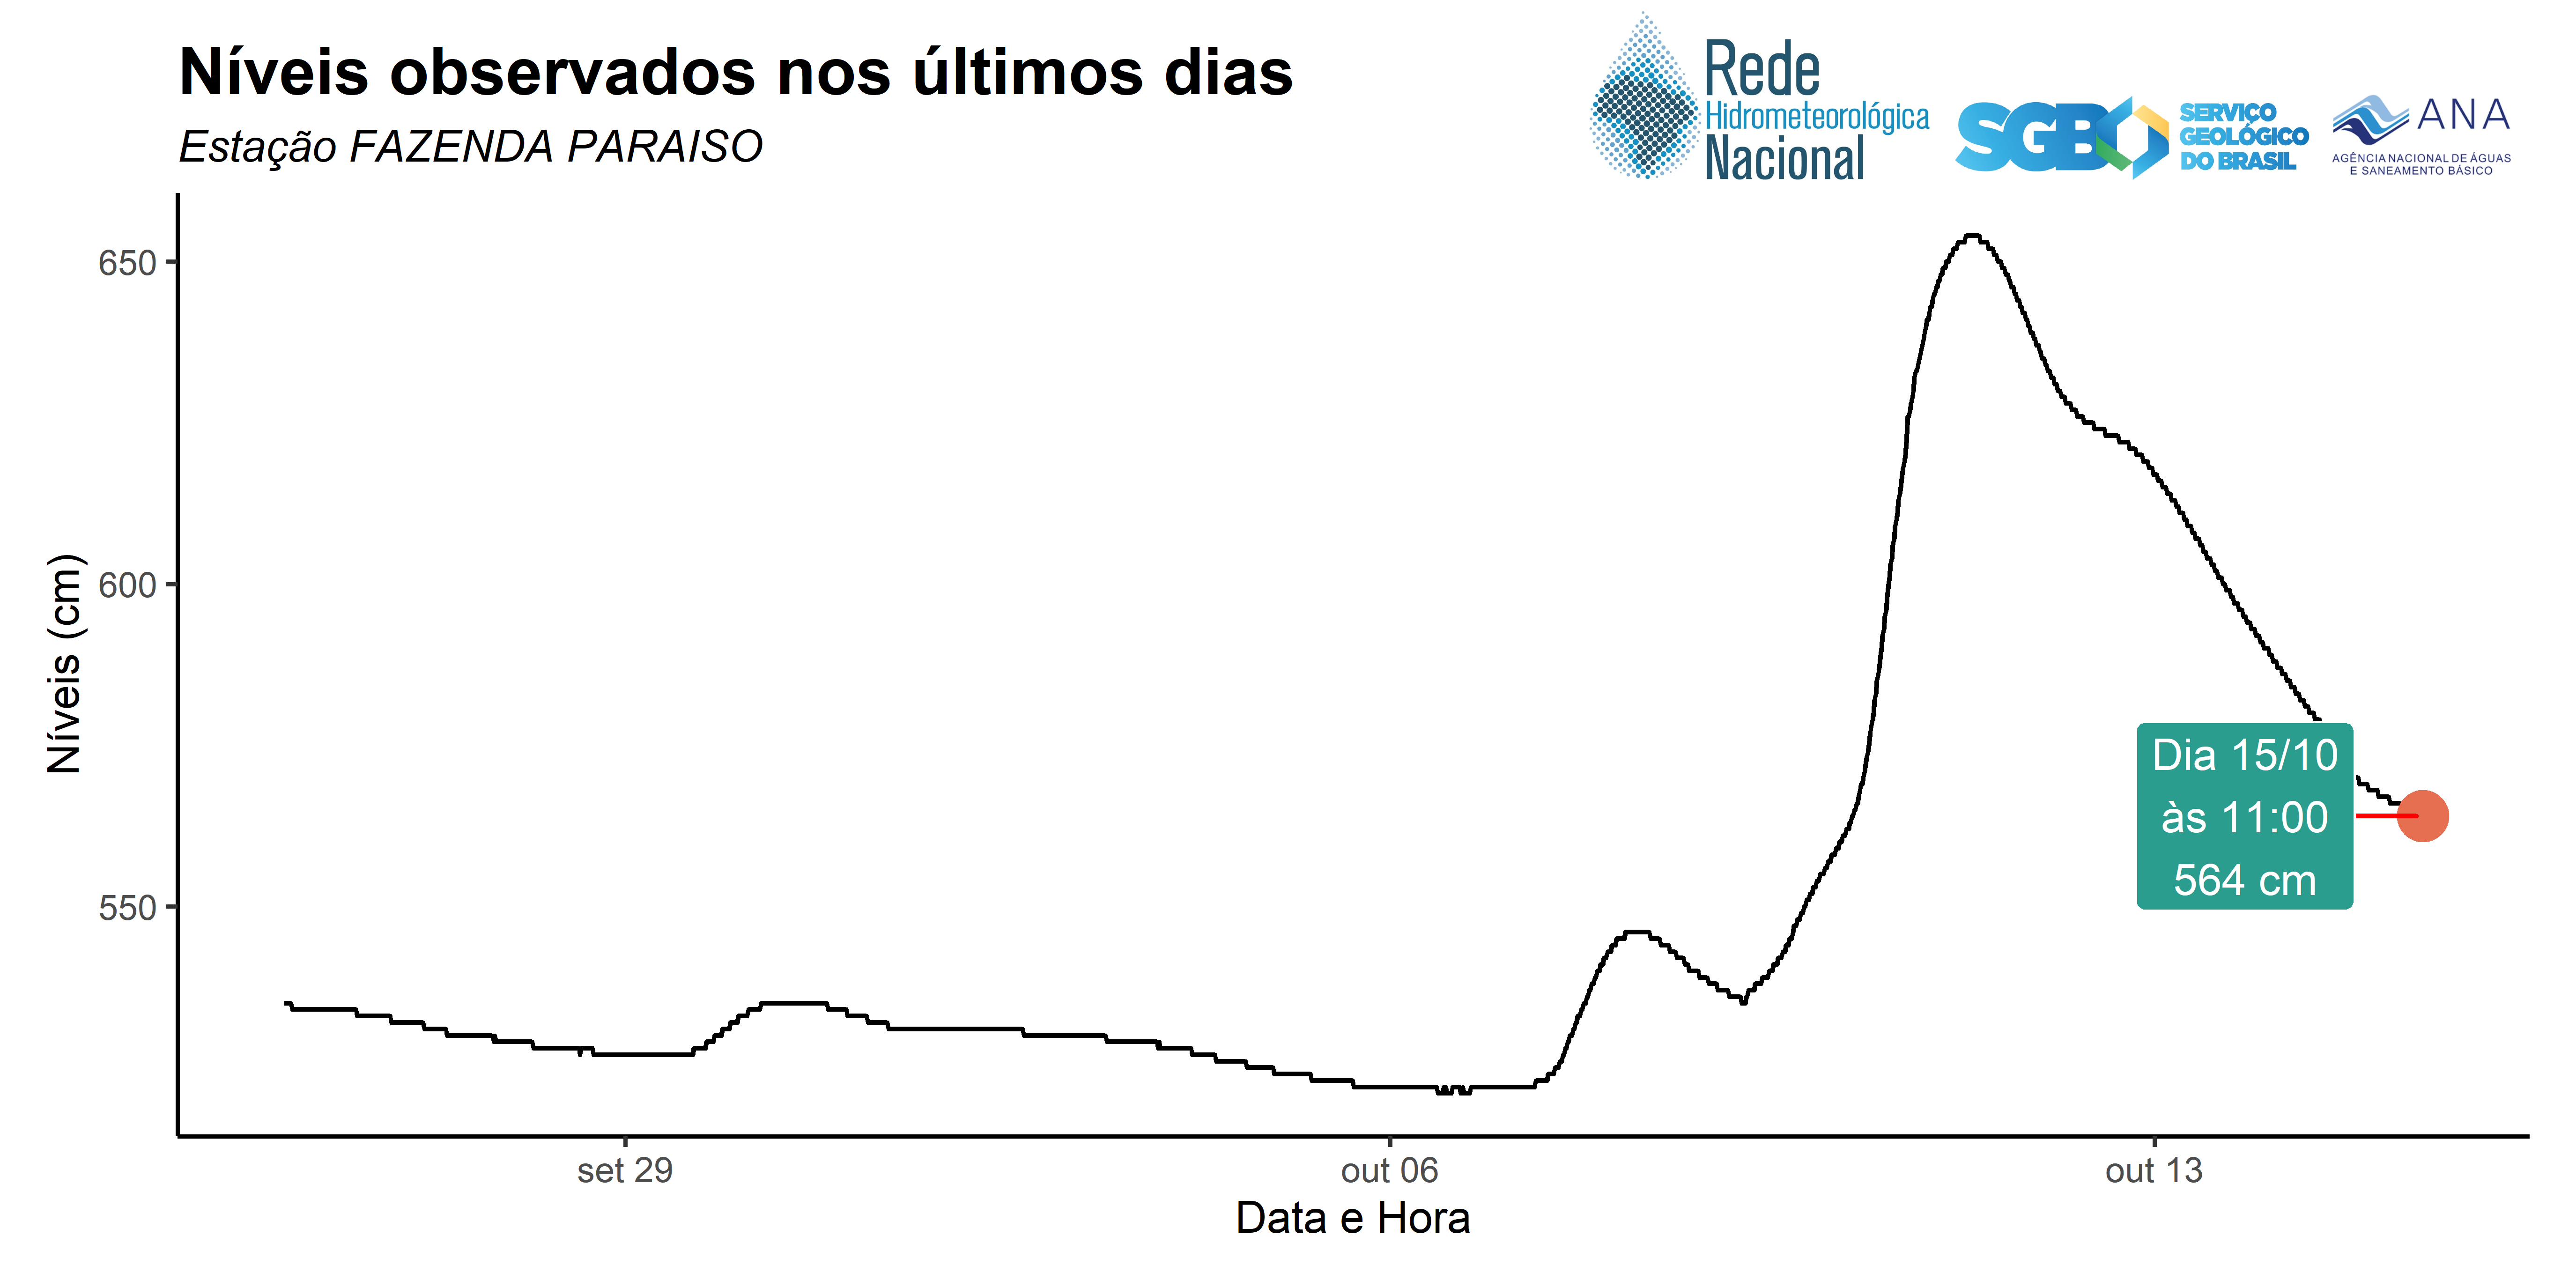 Níveis observados nos últimos dias
Estação FAZENDA PARAISO
Rede
Hidrometeorológica
Nacional
SGB
SERVIÇO
GEOLÓGICO
DO BRASIL
ANA
AGÊNCIA NACIONAL DE ÁGUAS
E SANEAMENTO BÁSICO
Níveis (cm)
650
600
550
Dia 15/10
às 11:00
564 cm
set 29
out 06
out 13
Data e Hora